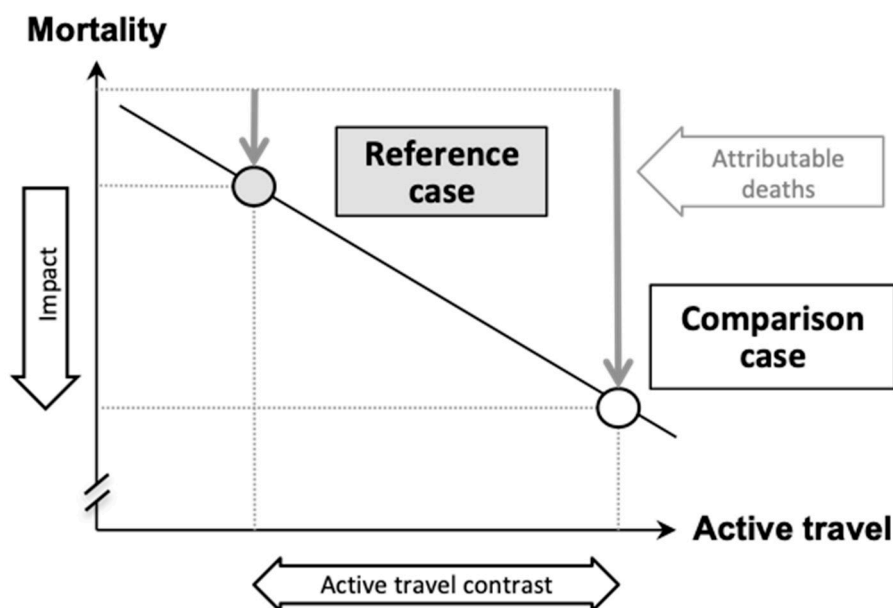 Mortality
Reference
case
Attributable
deaths
Impact
Comparison
case
Active travel
Active travel contrast